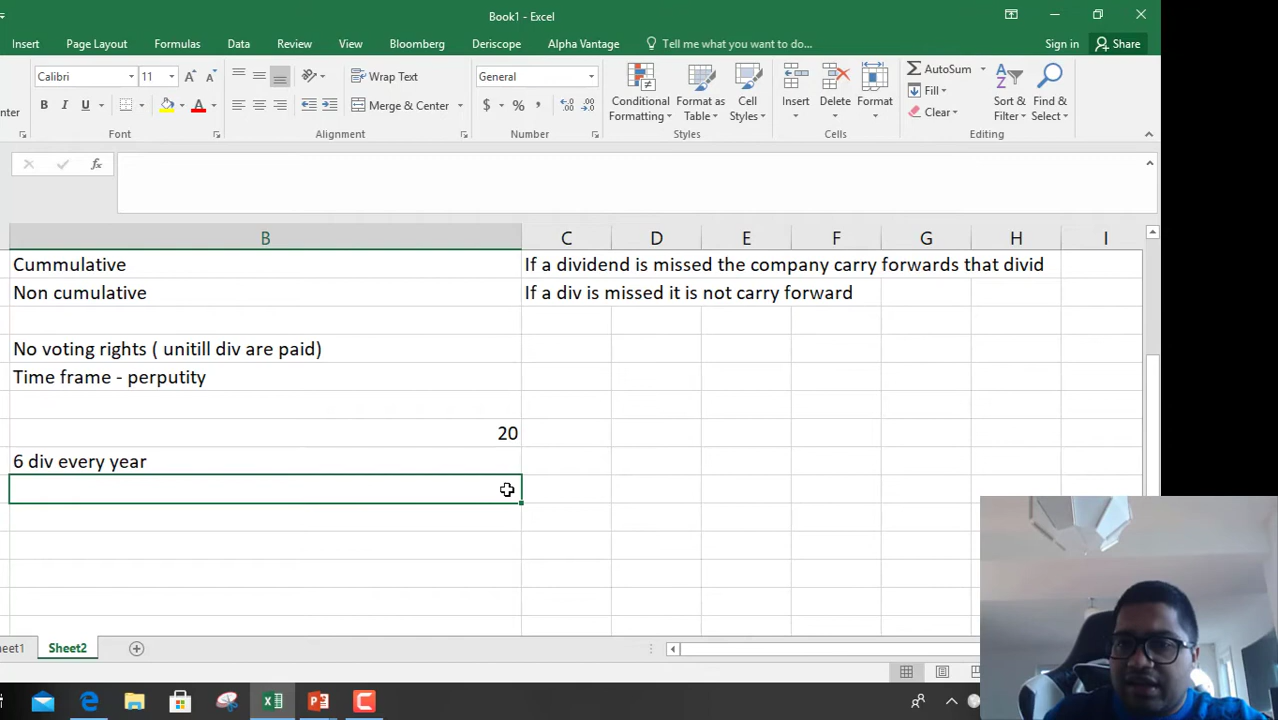 Book1 - Excel
Insert Page Layout Formulas Data Review View Bloomberg Deriscope Alpha Vantage Tell me what you want to do... Sign in Share
Calibri 11 A A Wrap Text General Conditional Formatting Format as Table Cell Styles Insert Delete Format AutoSum Sort & Filter Find & Select
B I U A Merge & Center $ % , Fill
Clear
Font Alignment Number Styles Cells Editing
fx
B C D E F G H I
Cummulative If a dividend is missed the company carry forwards that divid
Non cumulative If a div is missed it is not carry forward
No voting rights ( unitill div are paid)
Time frame - perputity
20
6 div every year
Sheet2